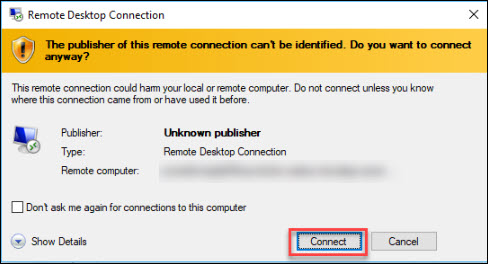 Remote Desktop Connection
The publisher of this remote connection can't be identified. Do you want to connect
anyway?
This remote connection could harm your local or remote computer. Do not connect unless you know
where this connection came from or have used it before.
Publisher: Unknown publisher
Type: Remote Desktop Connection
Remote computer:
Don't ask me again for connections to this computer
Show Details Connect Cancel